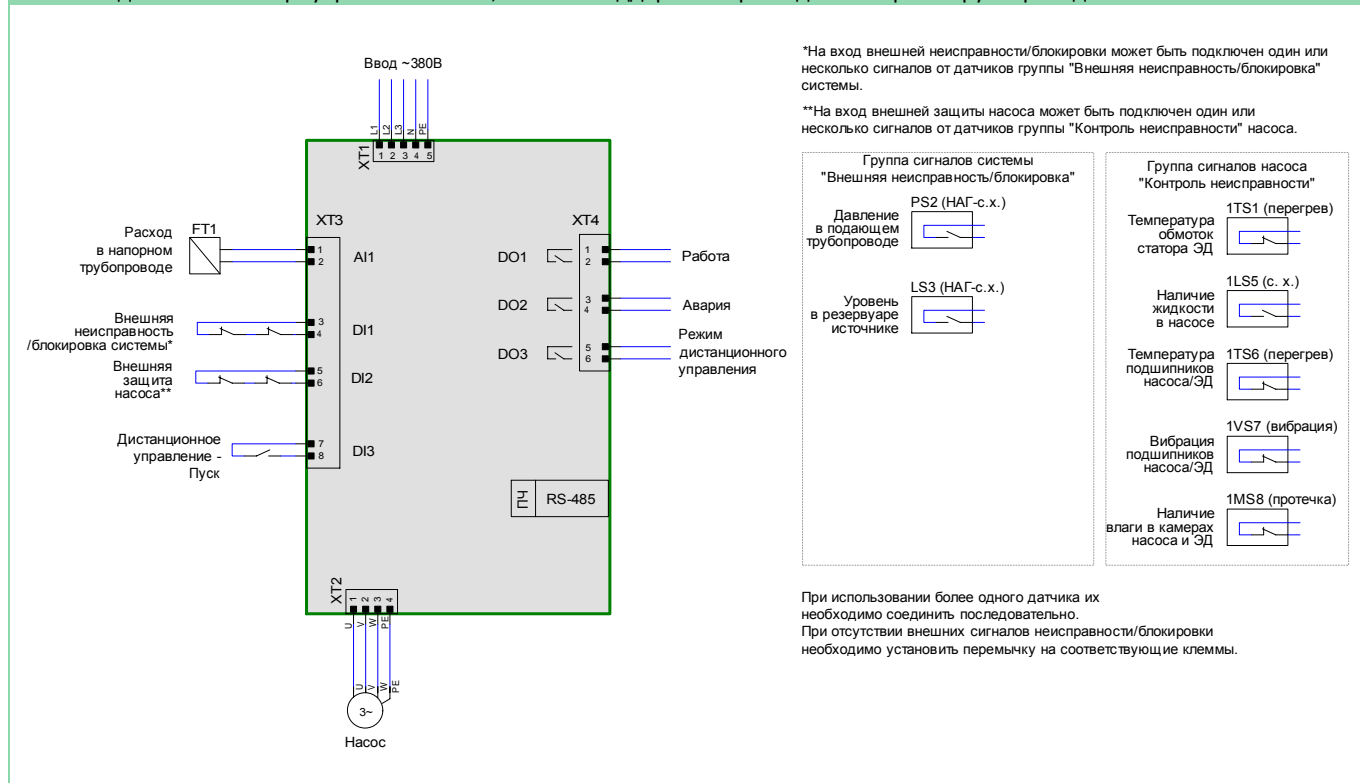 Ввод ~380В
L1
L2
L3
N
PE
XT1
1 2 3 4 5
XT3
XT4
Расход
в напорном
трубопроводе
FT1
1
2
AI1
Внешняя
неисправность
/блокировка системы*
3
4
DI1
Внешняя
защита
насоса**
5
6
DI2
Дистанционное
управление -
Пуск
7
8
DI3
DO1
1
2
Работа
DO2
3
4
Авария
DO3
5
6
Режим
дистанционного
управления
ПЧ
RS-485
XT2
1
2
3
4
U
V
W
PE
U
V
W
PE
3~
Насос
*На вход внешней неисправности/блокировки может быть подключен один или
несколько сигналов от датчиков группы "Внешняя неисправность/блокировка"
системы.
**На вход внешней защиты насоса может быть подключен один или
несколько сигналов от датчиков группы "Контроль неисправности" насоса.
Группа сигналов системы
"Внешняя неисправность/блокировка"
PS2 (НАГ-с.х.)
Давление
в подающем
трубопроводе
LS3 (НАГ-с.х.)
Уровень
в резервуаре
источнике
Группа сигналов насоса
"Контроль неисправности"
1TS1 (перегрев)
Температура
обмоток
статора ЭД
1LS5 (с. х.)
Наличие
жидкости
в насосе
1TS6 (перегрев)
Температура
подшипников
насоса/ЭД
1VS7 (вибрация)
Вибрация
подшипников
насоса/ЭД
1MS8 (протечка)
Наличие
влаги в камерах
насоса и ЭД
При использовании более одного датчика их
необходимо соединить последовательно.
При отсутствии внешних сигналов неисправности/блокировки
необходимо установить перемычку на соответствующие клеммы.